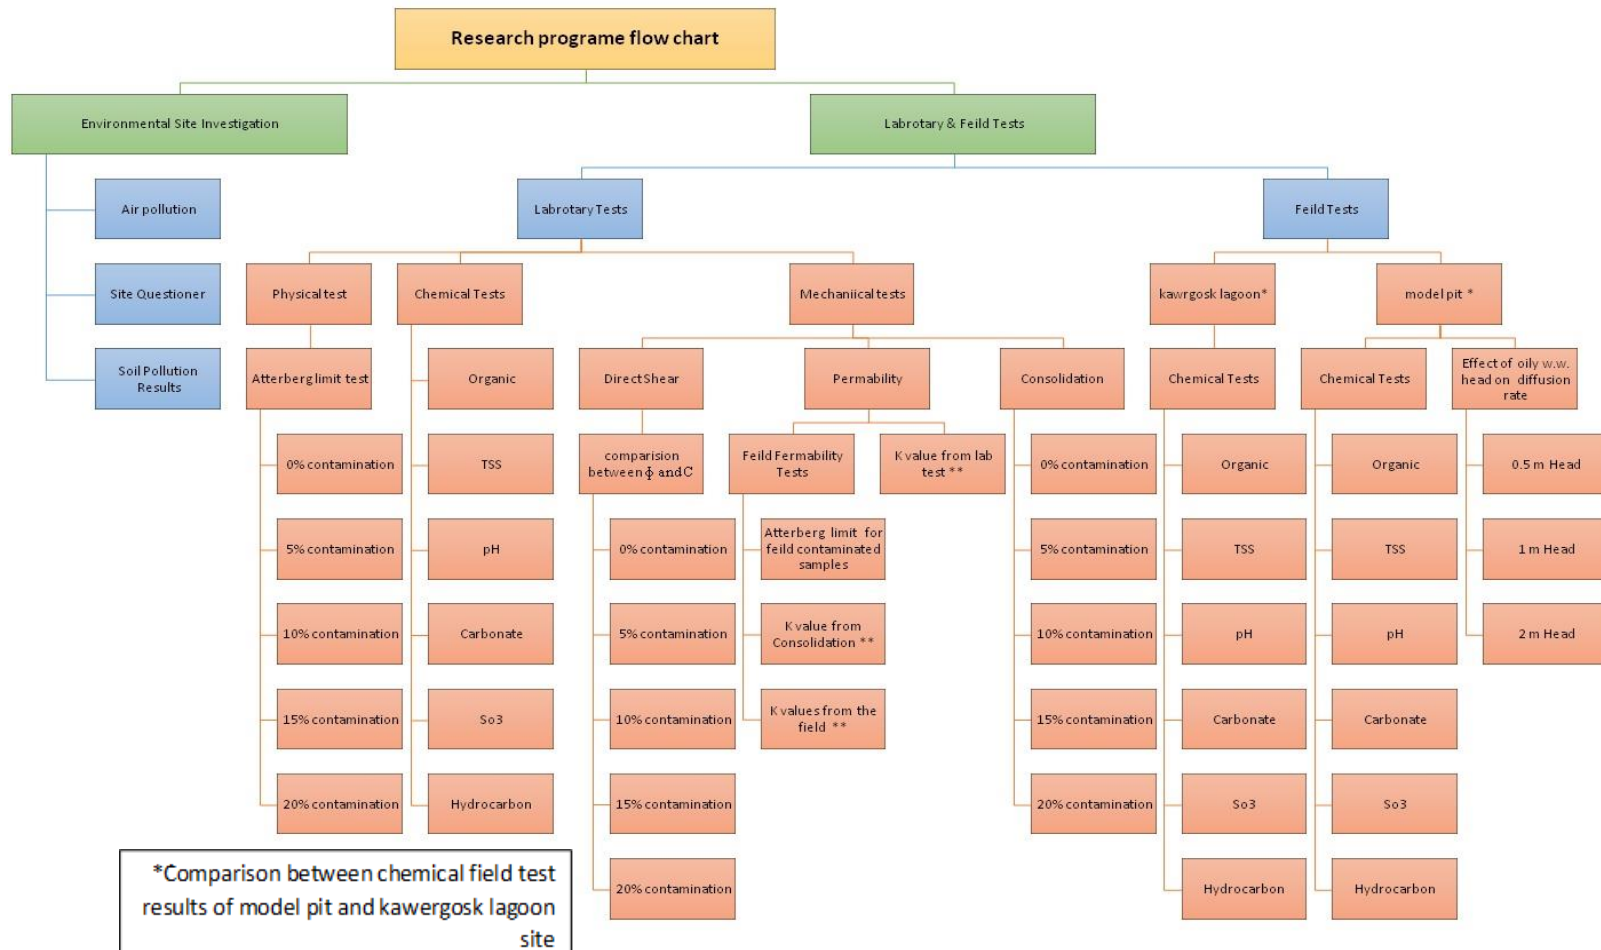 Research programe flow chart
Environmental Site Investigation
Labrotary & Feild Tests
Air pollution
Site Questioner
Soil Pollution
Results
Labrotary Tests
Feild Tests
Physical test
Chemical Tests
Mechaniical tests
kawrgosk lagoon*
model pit *
Atterberg limit test
0% contamination
5% contamination
10% contamination
15% contamination
20% contamination
Organic
TSS
pH
Carbonate
So3
Hydrocarbon
Direct Shear
comparision
between ϕ and C
0% contamination
5% contamination
10% contamination
15% contamination
20% contamination
Permability
Feild Fermability
Tests
Atterberg limit for
feild contaminated
samples
K value from
Consolidation **
K values from the
field **
K value from lab
test **
Consolidation
0% contamination
5% contamination
10% contamination
15% contamination
20% contamination
Chemical Tests
Organic
TSS
pH
Carbonate
So3
Hydrocarbon
Chemical Tests
Organic
TSS
pH
Carbonate
So3
Hydrocarbon
Effect of oily w.w.
head on diffusion
rate
0.5 m Head
1 m Head
2 m Head
*Comparison between chemical field test
results of model pit and kawergosk lagoon
site